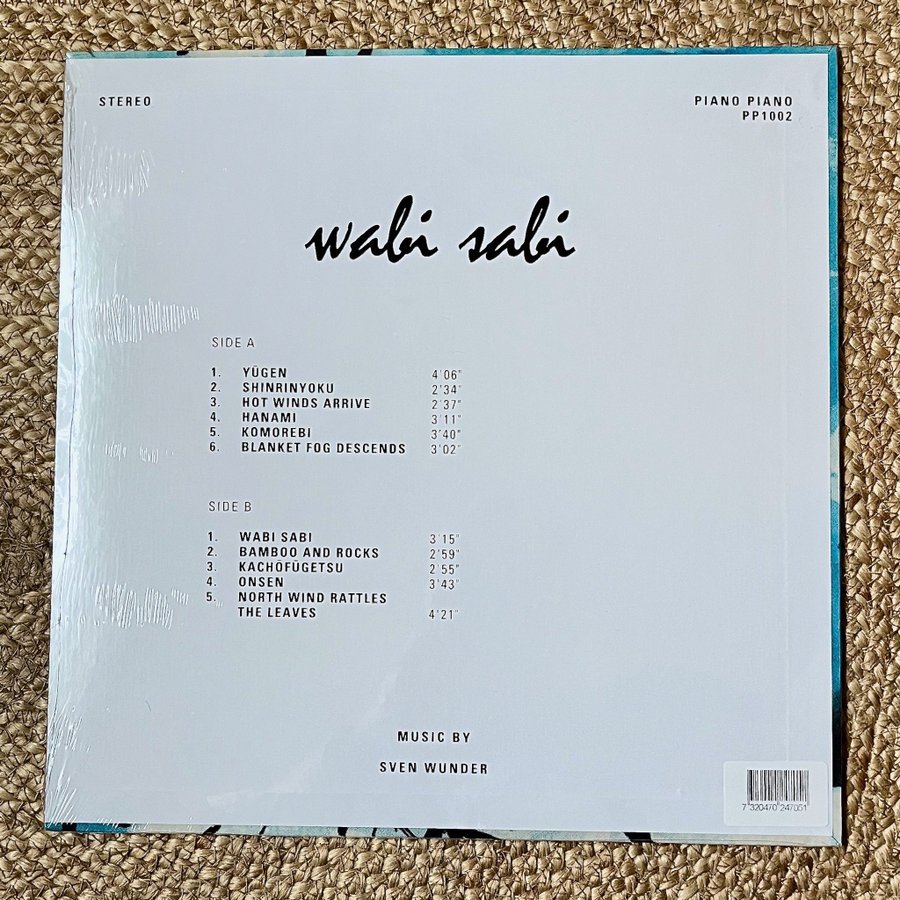 STEREO
PIANO PIANO
PP1002
wabi sabi
SIDE A
1. YŪGEN 4'06"
2. SHINRINYOKU 2'34"
3. HOT WINDS ARRIVE 2'37"
4. HANAMI 3'11"
5. KOMOREBI 3'40"
6. BLANKET FOG DESCENDS 3'02"
SIDE B
1. WABI SABI 3'15"
2. BAMBOO AND ROCKS 2'59"
3. KACHŌFŪGETSU 2'55"
4. ONSEN 3'43"
5. NORTH WIND RATTLES
THE LEAVES 4'21"
MUSIC BY
SVEN WUNDER
7 320470 247051